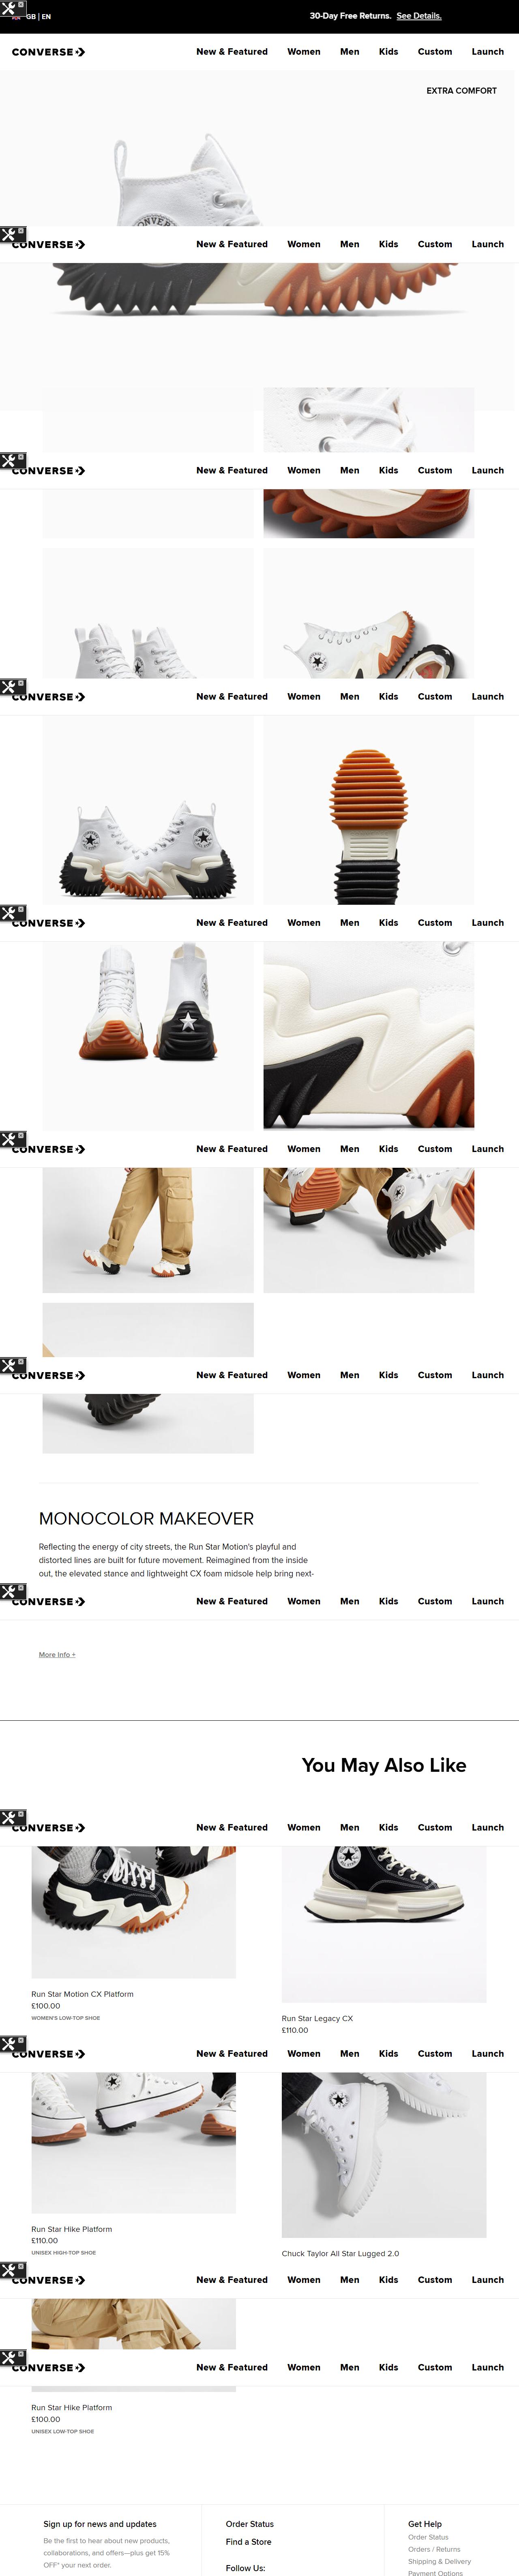 GB | EN
30-Day Free Returns. See Details.
CONVERSE
New & Featured Women Men Kids Custom Launch
EXTRA COMFORT
CONVERSE
New & Featured Women Men Kids Custom Launch
CONVERSE
New & Featured Women Men Kids Custom Launch
CONVERSE
New & Featured Women Men Kids Custom Launch
CONVERSE
New & Featured Women Men Kids Custom Launch
CONVERSE
New & Featured Women Men Kids Custom Launch
CONVERSE
New & Featured Women Men Kids Custom Launch
MONOCOLOR MAKEOVER
Reflecting the energy of city streets, the Run Star Motion's playful and
distorted lines are built for future movement. Reimagined from the inside
out, the elevated stance and lightweight CX foam midsole help bring next-
CONVERSE
New & Featured Women Men Kids Custom Launch
More Info +
You May Also Like
CONVERSE
New & Featured Women Men Kids Custom Launch
Run Star Motion CX Platform
£100.00
WOMEN'S LOW-TOP SHOE
Run Star Legacy CX
£110.00
CONVERSE
New & Featured Women Men Kids Custom Launch
Run Star Hike Platform
£110.00
UNISEX HIGH-TOP SHOE
Chuck Taylor All Star Lugged 2.0
CONVERSE
New & Featured Women Men Kids Custom Launch
CONVERSE
New & Featured Women Men Kids Custom Launch
Run Star Hike Platform
£100.00
UNISEX LOW-TOP SHOE
Sign up for news and updates
Be the first to hear about new products,
collaborations, and offers—plus get 15%
OFF* your next order.
Order Status
Find a Store
Follow Us:
Get Help
Order Status
Orders / Returns
Shipping & Delivery
Payment Options